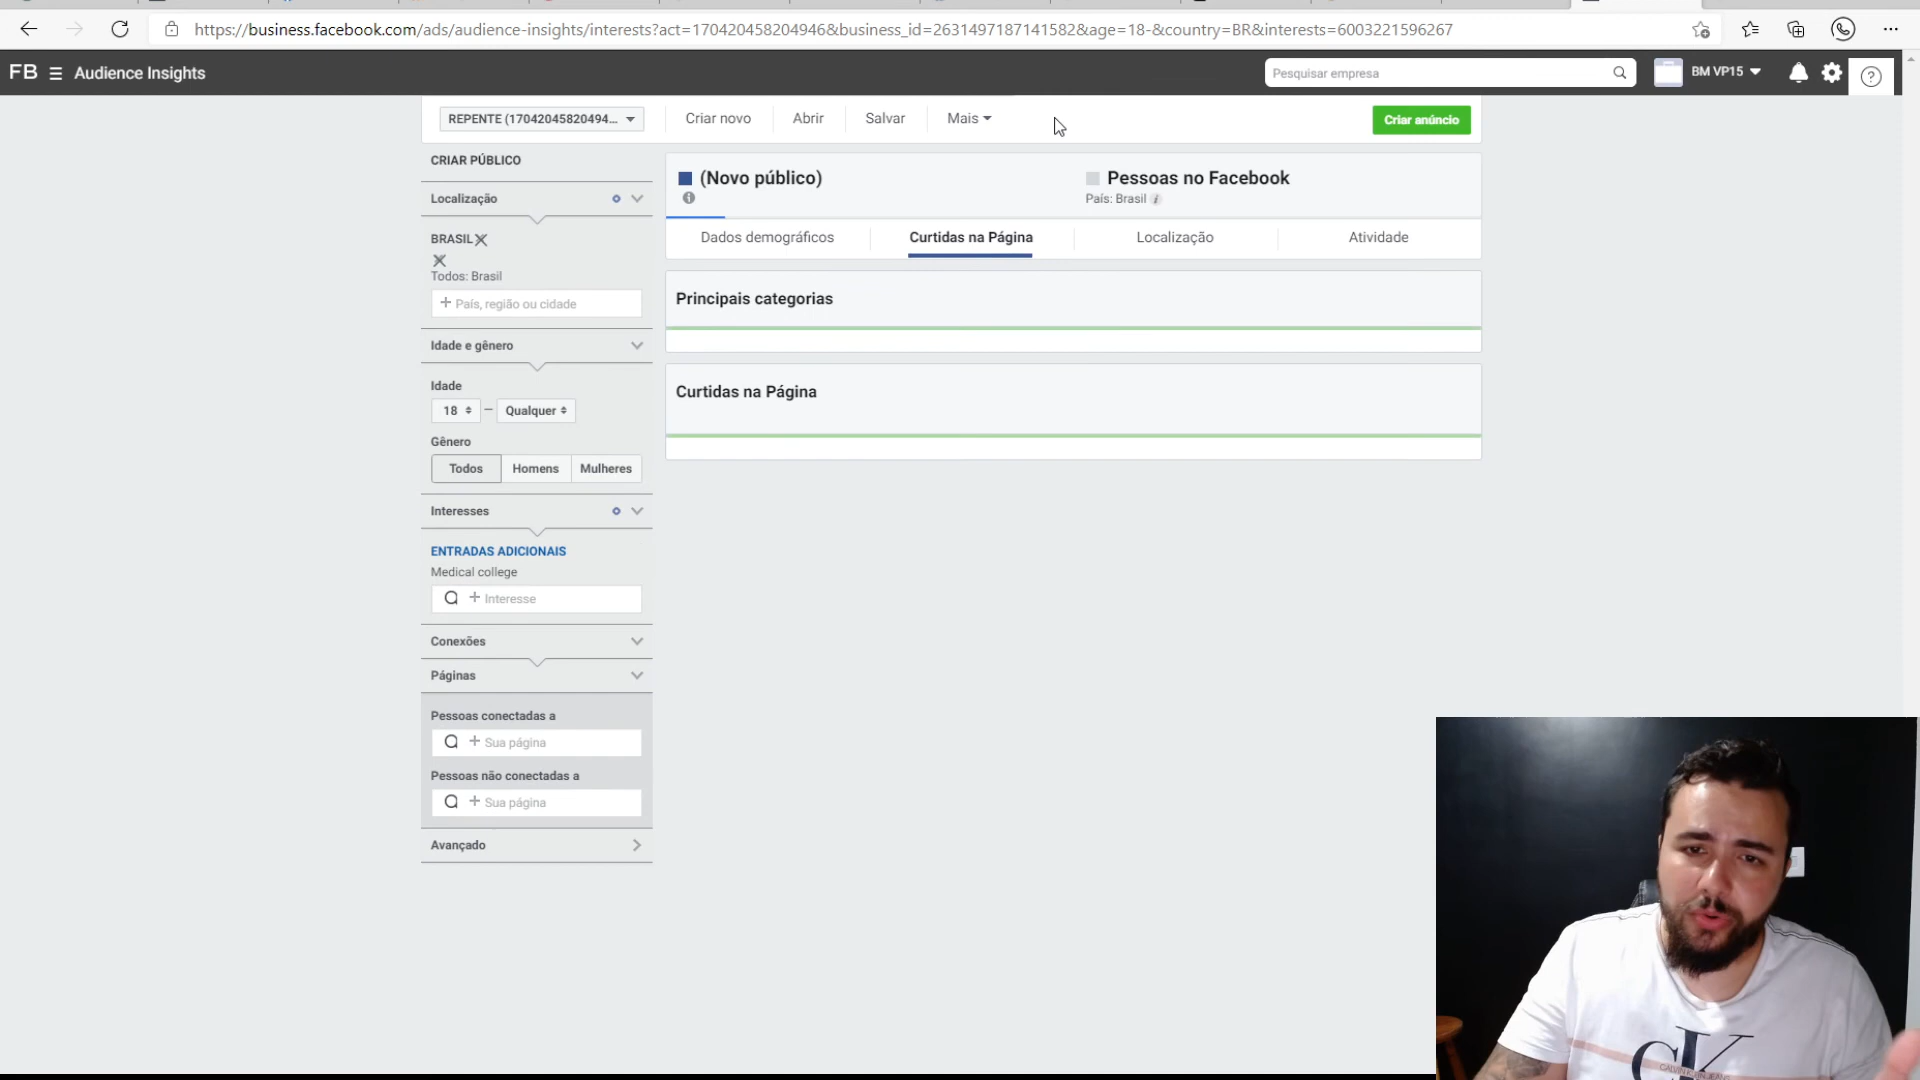 https://business.facebook.com/ads/audience-insights/interests?act=170420458204946&business_id=2631497187141582&age=18-&country=BR&interests=6003221596267
FB Audience Insights
Pesquisar empresa
BM VP15
REPENTE (17042045820494...
Criar novo
Abrir
Salvar
Mais
Criar anúncio
CRIAR PÚBLICO
Localização
BRASIL
Todos: Brasil
+ País, região ou cidade
Idade e gênero
Idade
18 – Qualquer
Gênero
Todos
Homens
Mulheres
Interesses
ENTRADAS ADICIONAIS
Medical college
+ Interesse
Conexões
Páginas
Pessoas conectadas a
+ Sua página
Pessoas não conectadas a
+ Sua página
Avançado
(Novo público)
Pessoas no Facebook
País: Brasil
Dados demográficos
Curtidas na Página
Localização
Atividade
Principais categorias
Curtidas na Página
CK
CALVIN KLEIN JEANS